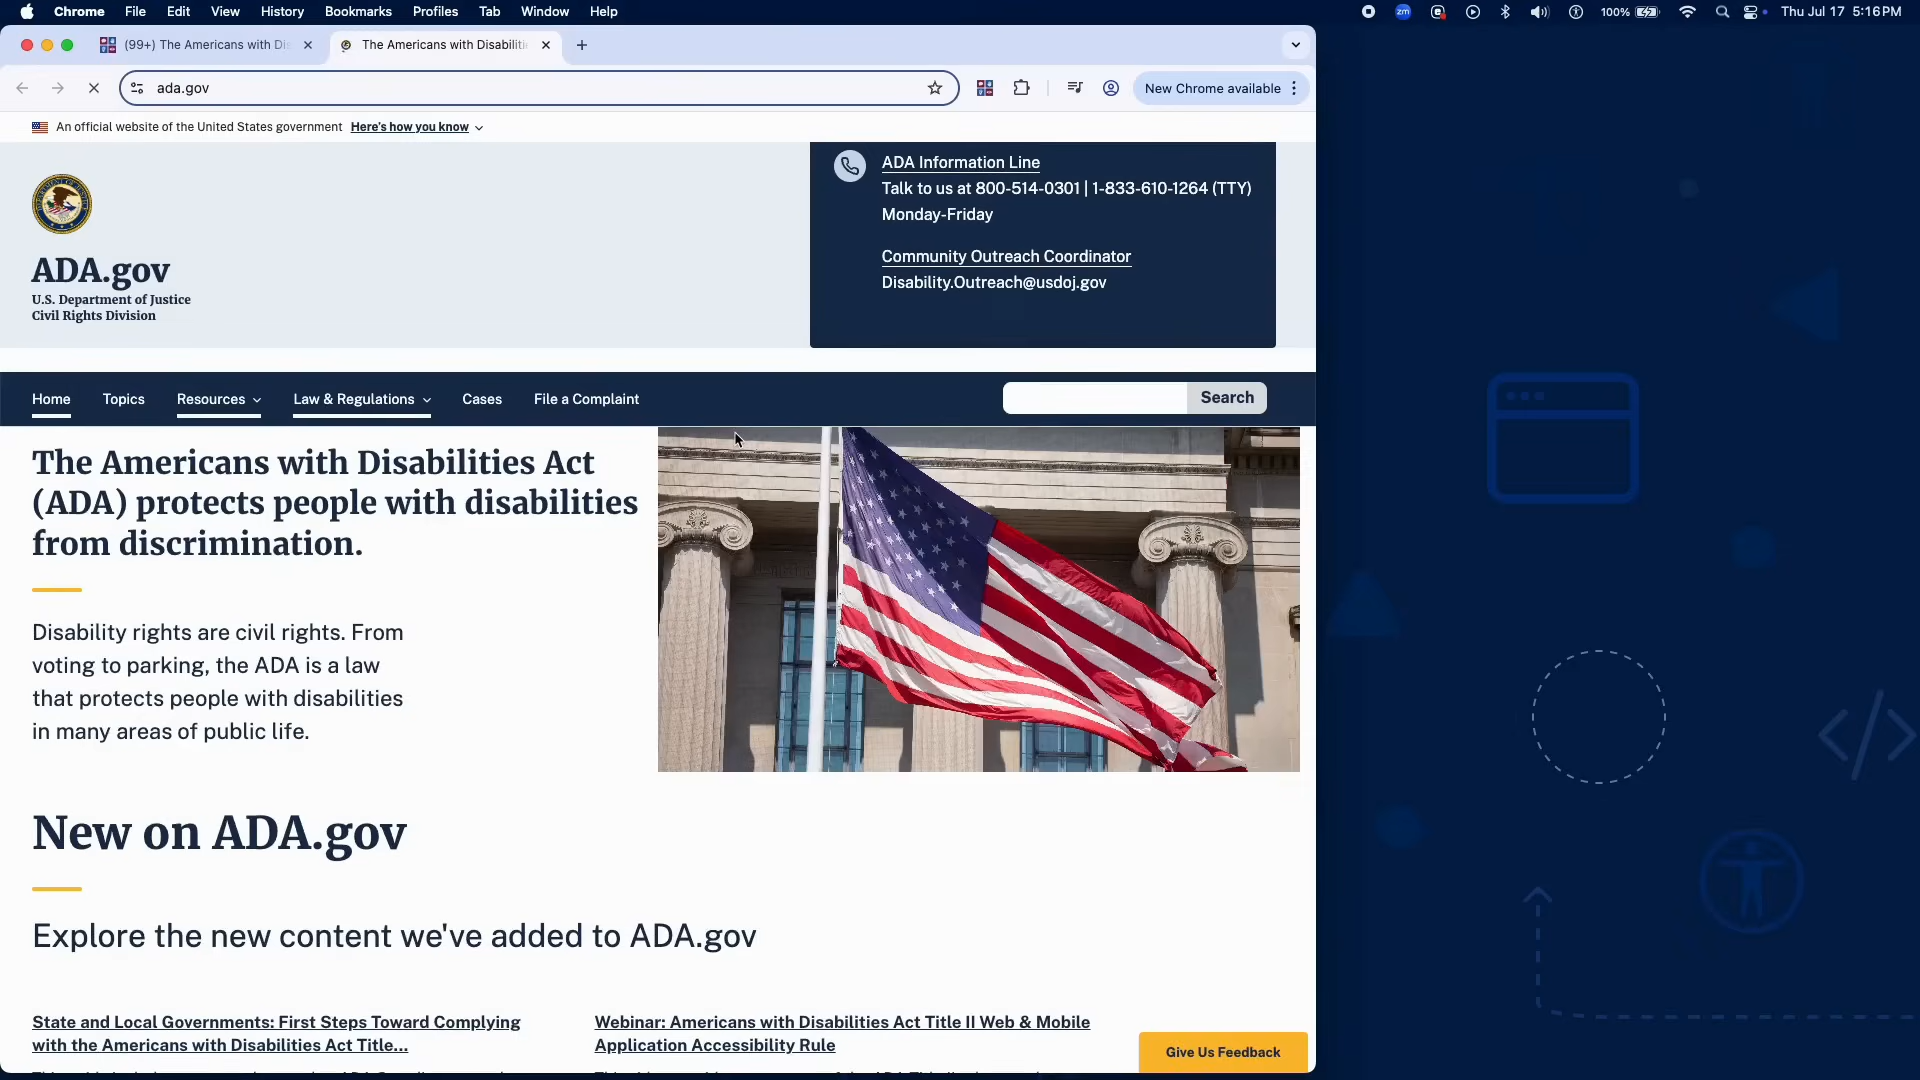 Chrome File Edit View History Bookmarks Profiles Tab Window Help
zm 100% Thu Jul 17 5:16PM
(99+) The Americans with Di
The Americans with Disabilitie
ada.gov
New Chrome available
An official website of the United States government Here's how you know
ADA.gov
U.S. Department of Justice
Civil Rights Division
ADA Information Line
Talk to us at 800-514-0301 | 1-833-610-1264 (TTY)
Monday-Friday
Community Outreach Coordinator
Disability.Outreach@usdoj.gov
Home Topics Resources Law & Regulations Cases File a Complaint
Search
The Americans with Disabilities Act
(ADA) protects people with disabilities
from discrimination.
Disability rights are civil rights. From
voting to parking, the ADA is a law
that protects people with disabilities
in many areas of public life.
New on ADA.gov
Explore the new content we've added to ADA.gov
State and Local Governments: First Steps Toward Complying
with the Americans with Disabilities Act Title...
Webinar: Americans with Disabilities Act Title II Web & Mobile
Application Accessibility Rule
Give Us Feedback